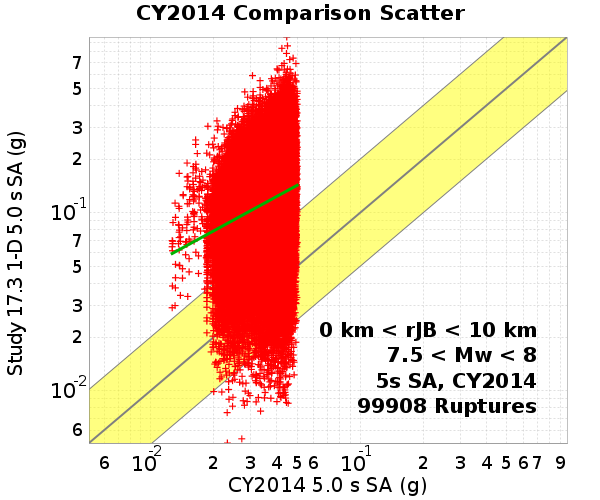 CY2014 Comparison Scatter
Study 17.3 1-D 5.0 s SA (g)
7
5
3
2
10-1
7
5
3
2
10-2
6
0 km < rJB < 10 km
7.5 < Mw < 8
5s SA, CY2014
99908 Ruptures
6 8 10-2 2 3 4 5 6 10-1 2 3 4 5 6 7 9
CY2014 5.0 s SA (g)